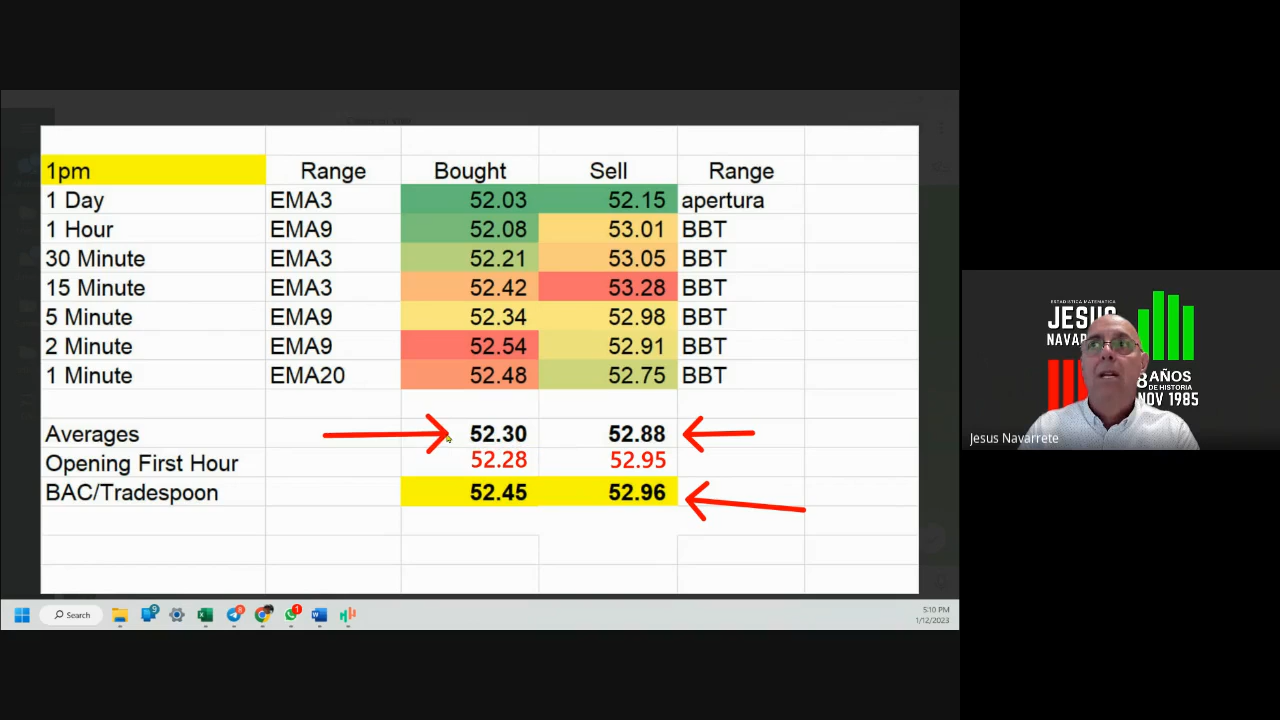 1pm Range Bought Sell Range
1 Day EMA3 52.03 52.15 apertura
1 Hour EMA9 52.08 53.01 BBT
30 Minute EMA3 52.21 53.05 BBT
15 Minute EMA3 52.42 53.28 BBT
5 Minute EMA9 52.34 52.98 BBT
2 Minute EMA9 52.54 52.91 BBT
1 Minute EMA20 52.48 52.75 BBT
Averages 52.30 52.88
Opening First Hour 52.28 52.95
BAC/Tradespoon 52.45 52.96
Search
5:10 PM
1/12/2023
ESTADISTICA MATEMATICA
JESUS
AÑOS
DE HISTORIA
NOV 1985
Jesus Navarrete